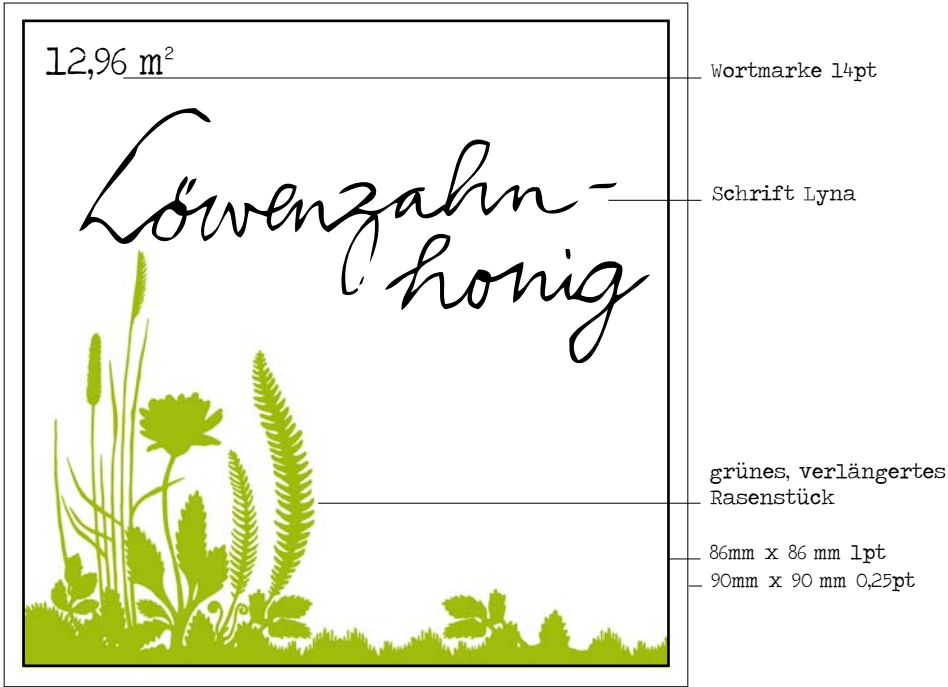 12,96 m²
Wortmarke 14pt
Löwenzahn-
honig
Schrift Lyna
grünes, verlängertes
Rasenstück
86mm x 86 mm 1pt
90mm x 90 mm 0,25pt